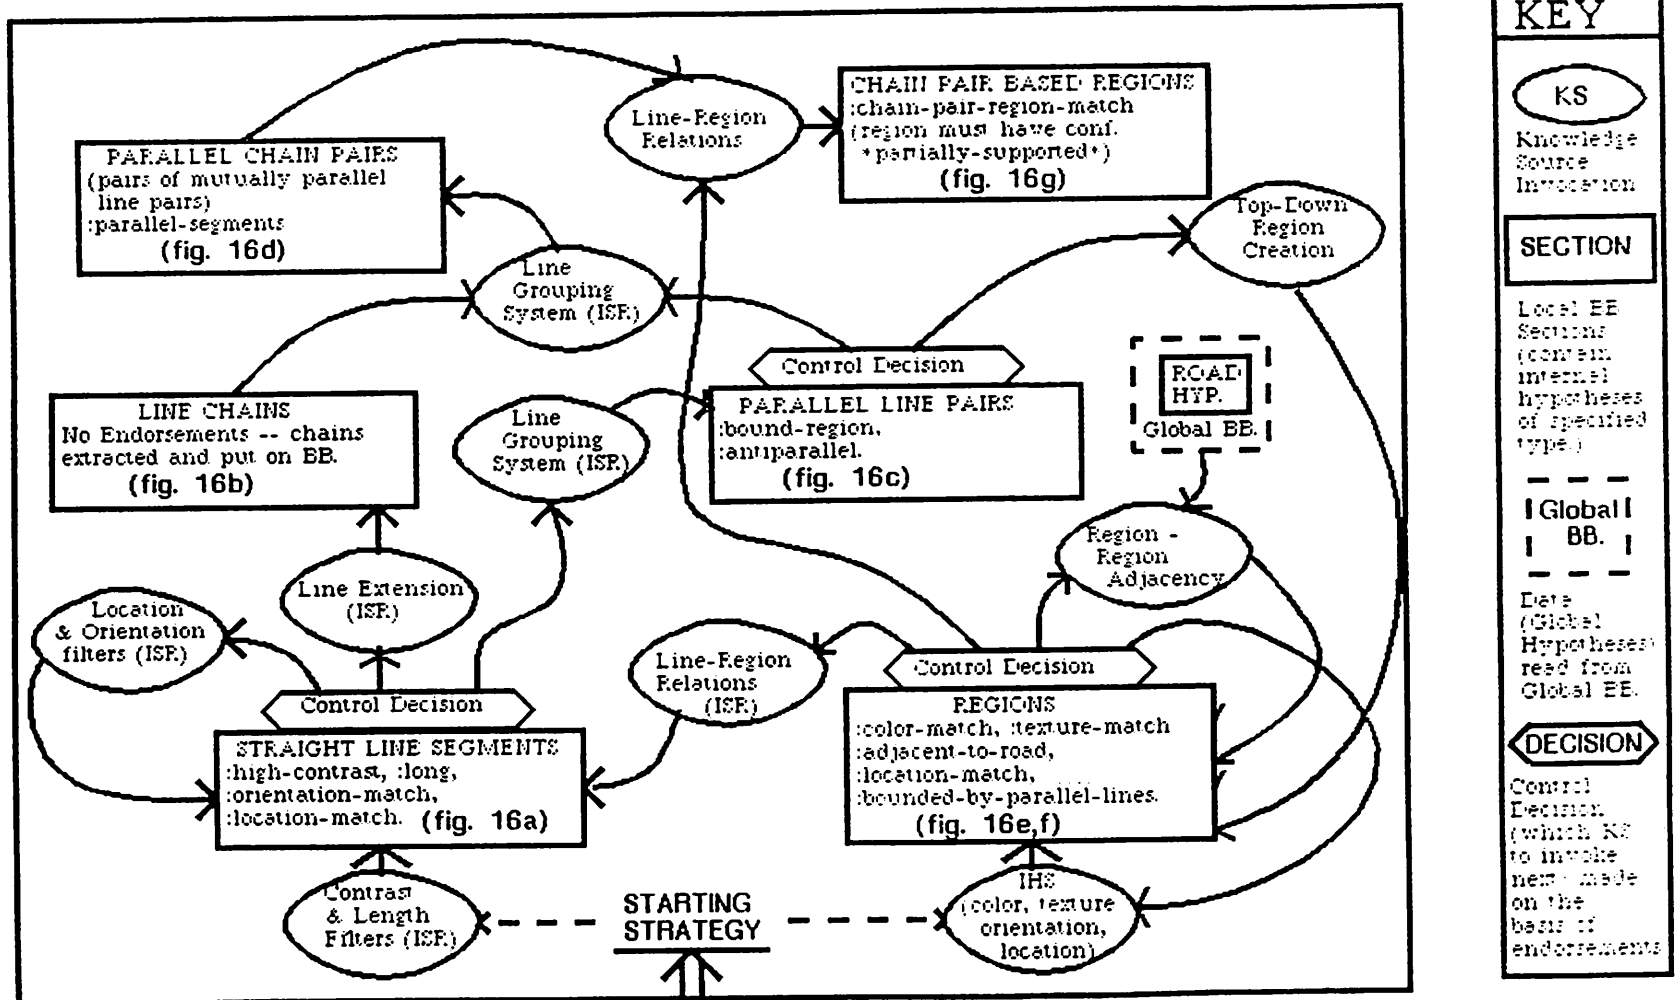 KEY
KS
Knowledge
Source
Invocation
SECTION
Local BB
Sections
(contain
internal
hypotheses
of specified
type.)
Global
BB.
Data
(Global
Hypotheses)
read from
Global BB.
DECISION
Control
Decision
(which KS
to invoke
next) made
on the
basis of
endorsements
Line-Region
Relations
CHAIN PAIR BASED REGIONS
:chain-pair-region-match
(region must have conf.
*partially-supported*)
(fig. 16g)
PARALLEL CHAIN PAIRS
(pairs of mutually parallel
line pairs)
:parallel-segments
(fig. 16d)
Top-Down
Region
Creation
Line
Grouping
System (ISR)
Control Decision
PARALLEL LINE PAIRS
:bound-region,
:antiparallel.
(fig. 16c)
ROAD
HYP.
Global BB.
LINE CHAINS
No Endorsements -- chains
extracted and put on BB.
(fig. 16b)
Line
Grouping
System (ISR)
Region -
Region
Adjacency
Line Extension
(ISR)
Location
& Orientation
filters (ISR)
Line-Region
Relations
(ISR)
Control Decision
REGIONS
:color-match, :texture-match
:adjacent-to-road,
:location-match,
:bounded-by-parallel-lines.
(fig. 16e,f)
Control Decision
STRAIGHT LINE SEGMENTS
:high-contrast, :long,
:orientation-match,
:location-match. (fig. 16a)
Contrast
& Length
Filters (ISR)
STARTING
STRATEGY
IHS
(color, texture
orientation,
location)